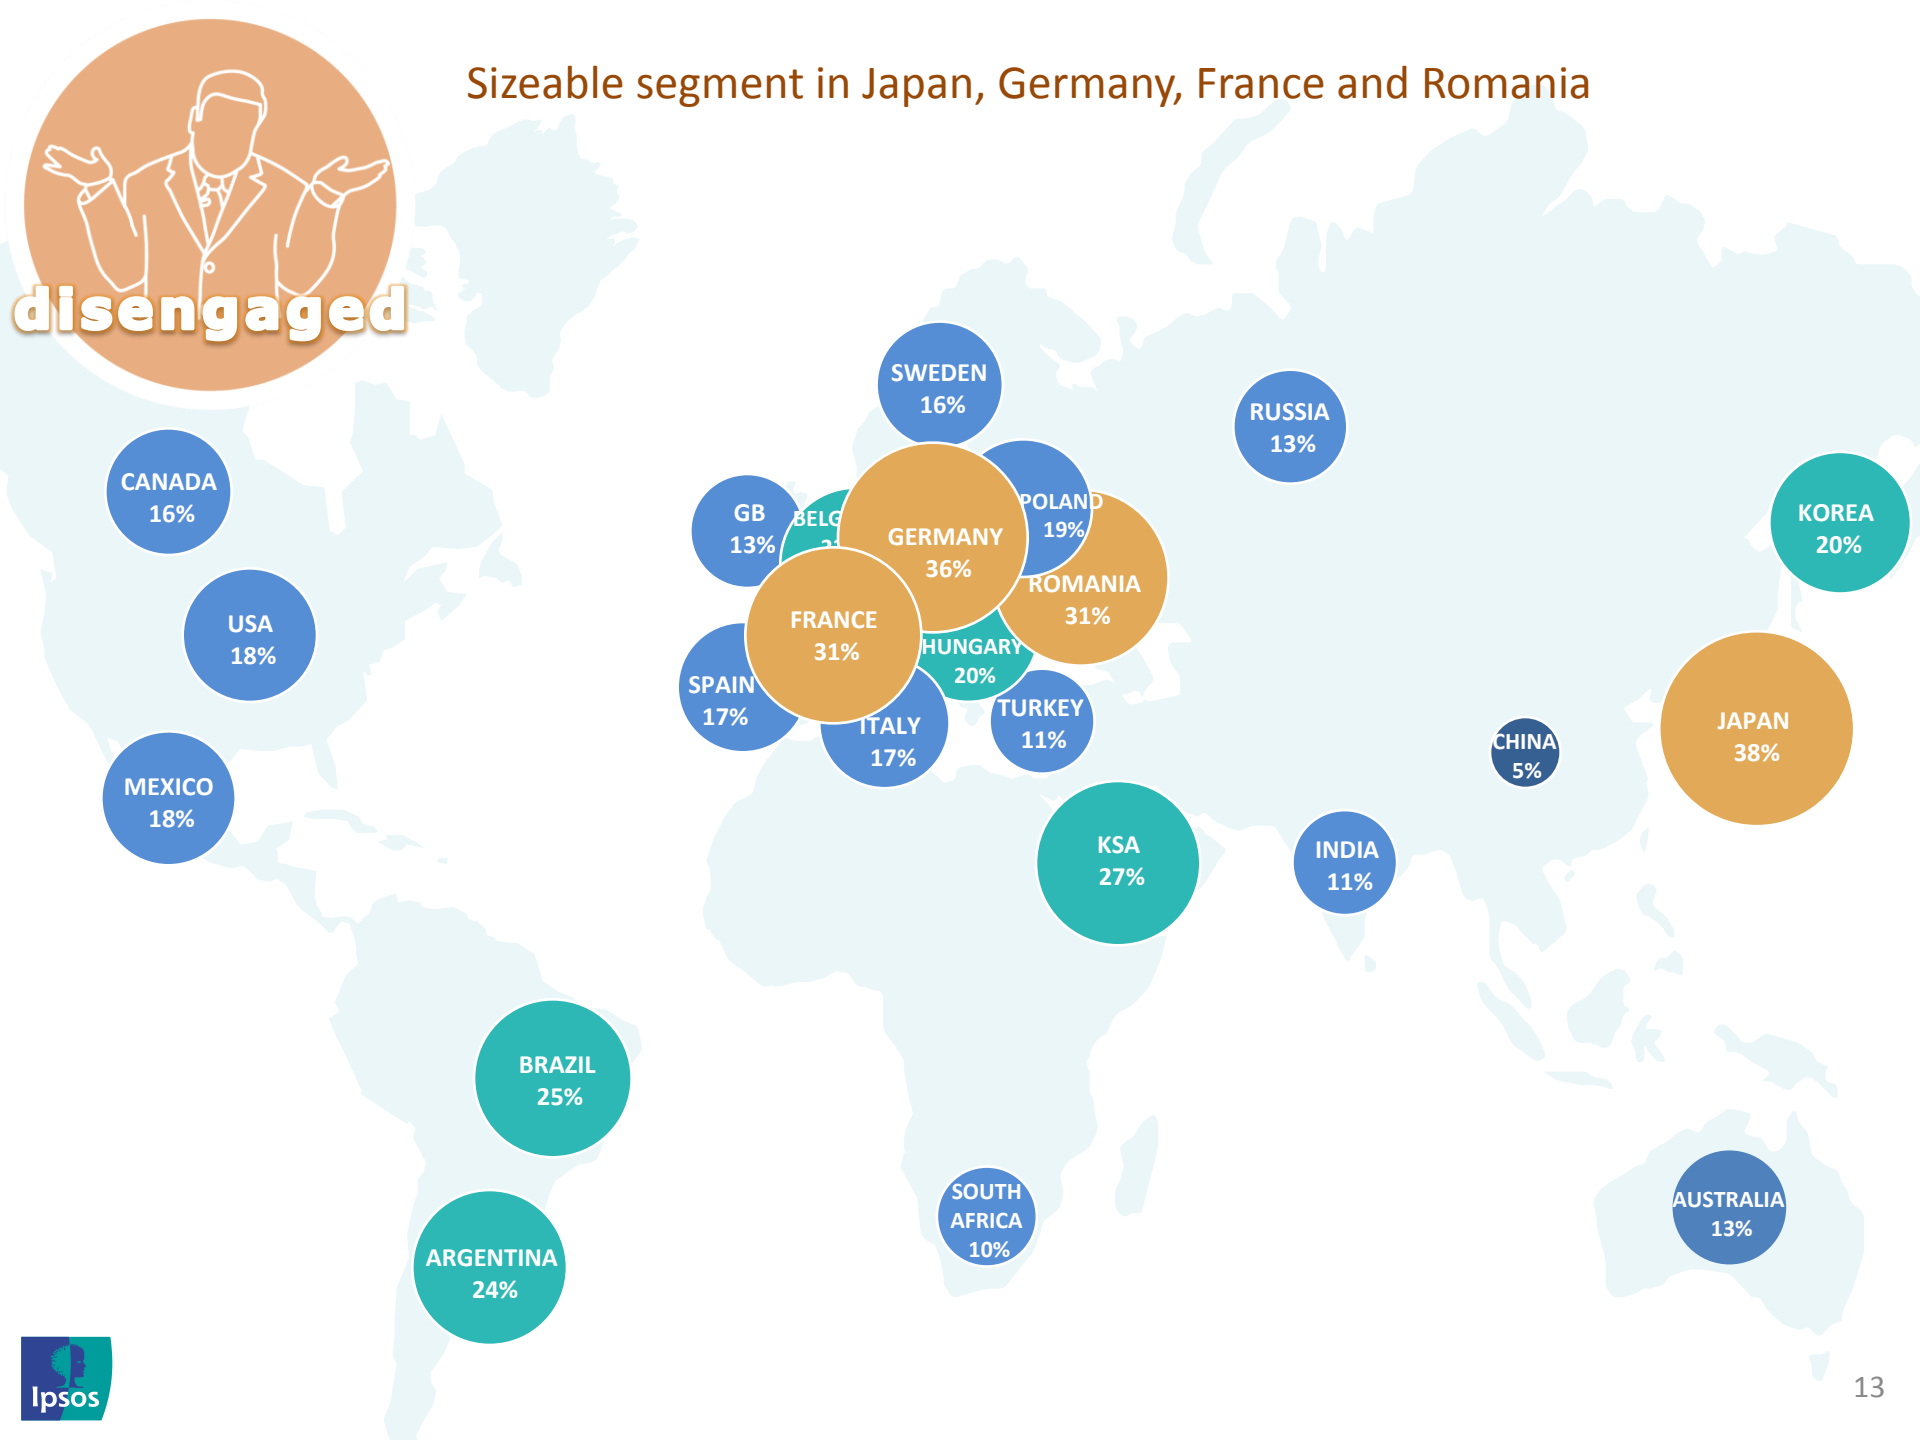 Sizeable segment in Japan, Germany, France and Romania
disengaged
SWEDEN
16%
RUSSIA
13%
CANADA
16%
GB
13%
GERMANY
36%
POLAND
19%
KOREA
20%
USA
18%
FRANCE
31%
ROMANIA
31%
HUNGARY
20%
SPAIN
17%
ITALY
17%
TURKEY
11%
CHINA
5%
JAPAN
38%
MEXICO
18%
KSA
27%
INDIA
11%
BRAZIL
25%
SOUTH
AFRICA
10%
AUSTRALIA
13%
ARGENTINA
24%
Ipsos
13